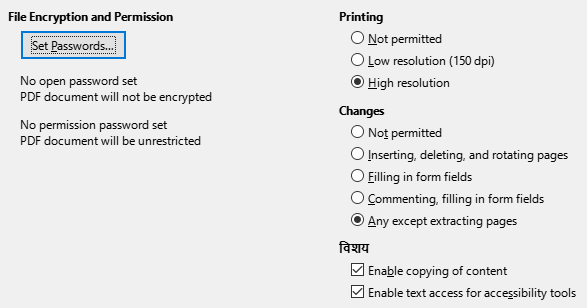 File Encryption and Permission
Set Passwords...
No open password set
PDF document will not be encrypted
No permission password set
PDF document will be unrestricted
Printing
Not permitted
Low resolution (150 dpi)
High resolution
Changes
Not permitted
Inserting, deleting, and rotating pages
Filling in form fields
Commenting, filling in form fields
Any except extracting pages
विशय
Enable copying of content
Enable text access for accessibility tools